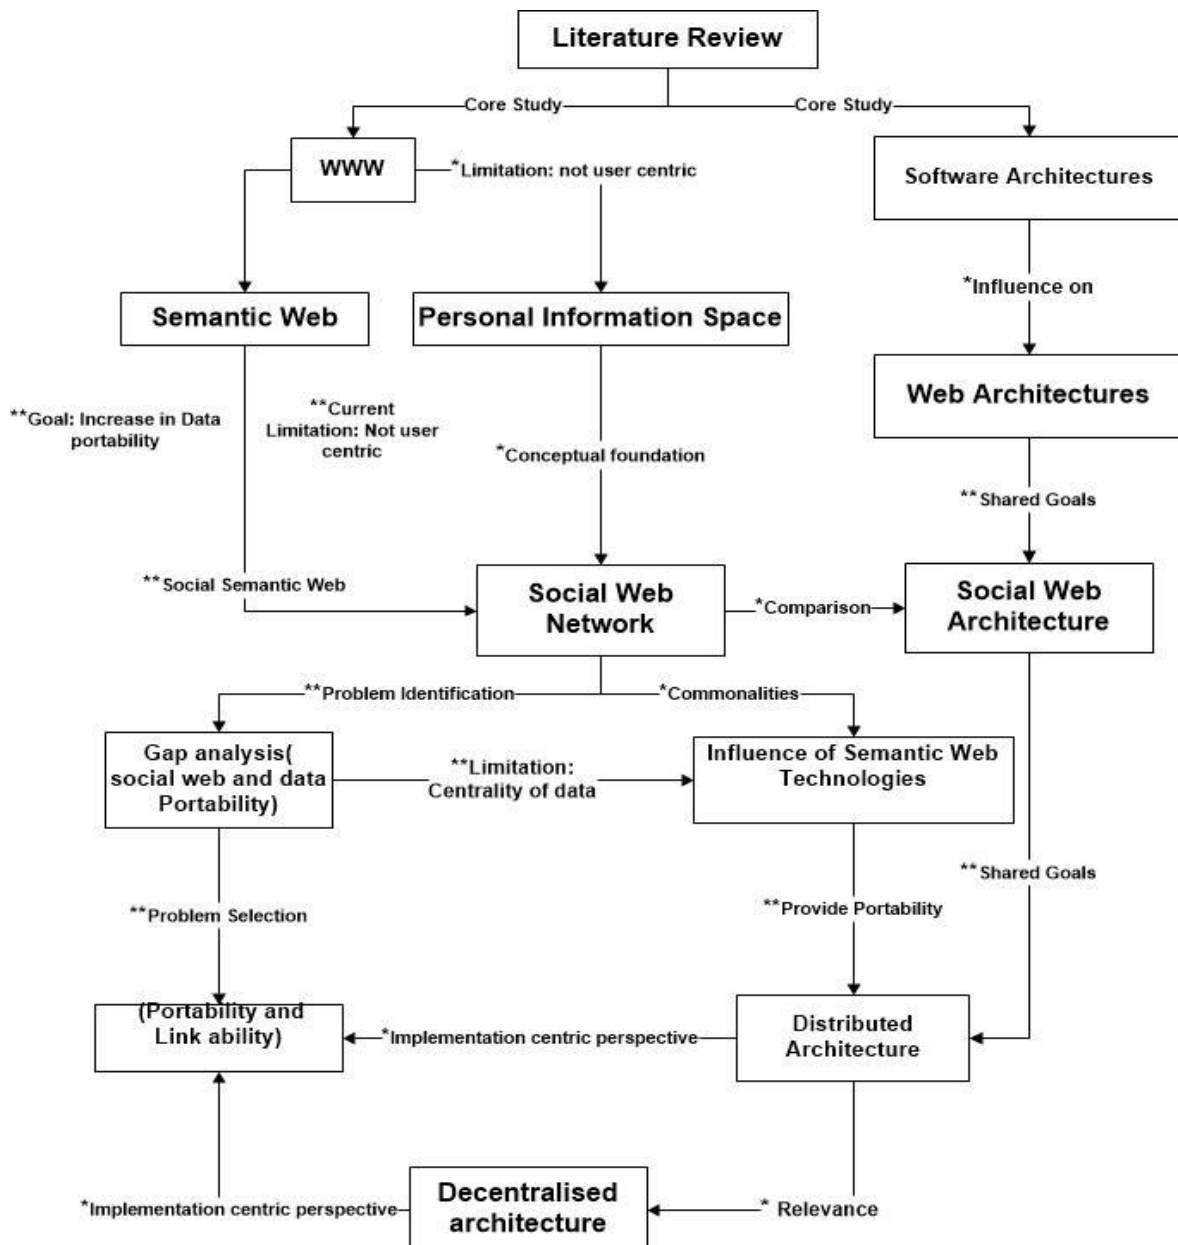 Literature Review
Core Study
Core Study
WWW
*Limitation: not user centric
Software Architectures
*Influence on
Semantic Web
Personal Information Space
Web Architectures
**Goal: Increase in Data
portability
**Current
Limitation: Not user
centric
*Conceptual foundation
**Shared Goals
**Social Semantic Web
Social Web
Network
*Comparison
Social Web
Architecture
**Problem Identification
*Commonalities
Gap analysis(
social web and data
Portability)
**Limitation:
Centrality of data
Influence of Semantic Web
Technologies
**Shared Goals
**Problem Selection
**Provide Portability
(Portability and
Link ability)
*Implementation centric perspective
Distributed
Architecture
*Implementation centric perspective
Decentralised
architecture
* Relevance